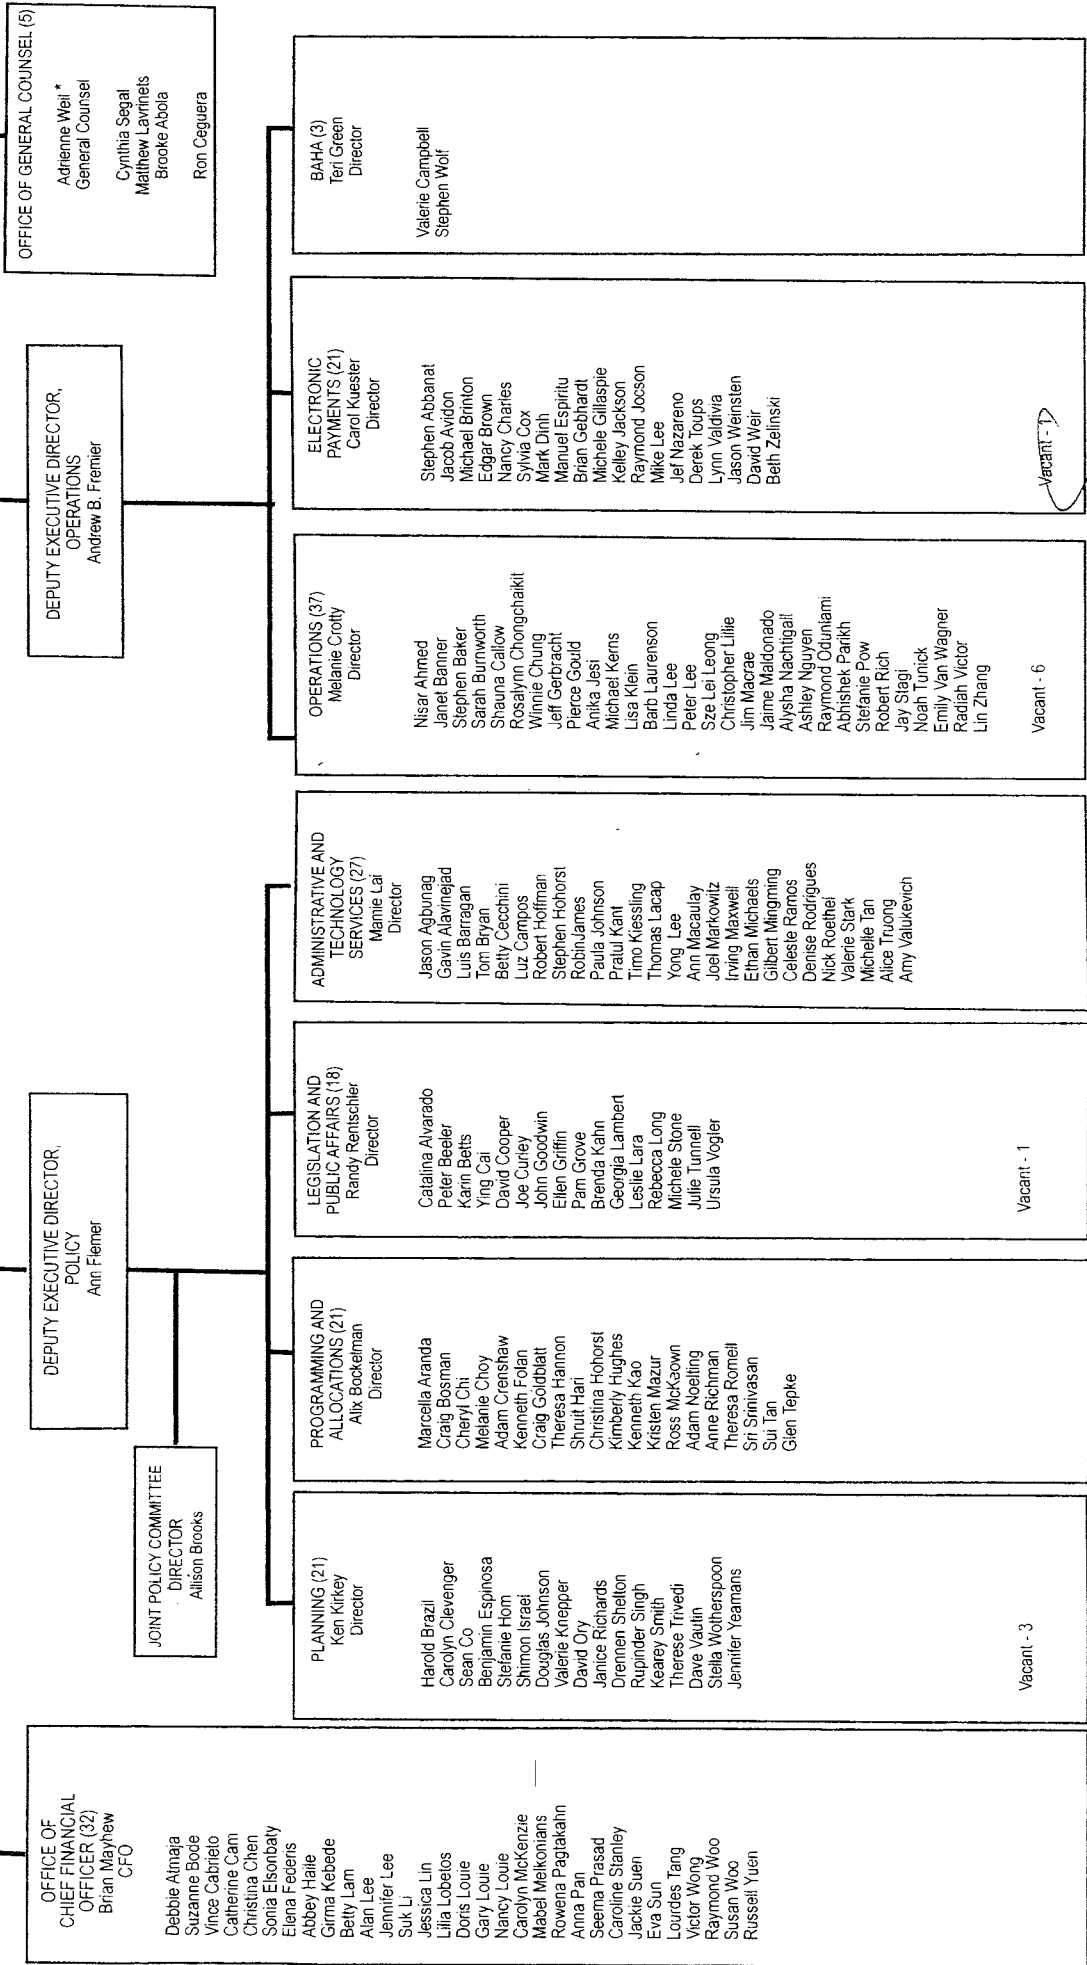 OFFICE OF
CHIEF FINANCIAL
OFFICER (32)
Brian Mayhew
CFO
Debbie Atmaja
Suzanne Bode
Vince Cabrieto
Catherine Cam
Christina Chen
Sonia Elsonbaty
Elena Federis
Abbey Haile
Girma Kebede
Betty Lam
Alan Lee
Jennifer Lee
Suk Li
Jessica Lin
Lilia Lobetos
Doris Louie
Gary Louie
Nancy Louie
Carolyn McKenzie
Mabel Melkonians
Rowena Pagtakahn
Anna Pan
Seema Prasad
Caroline Stanley
Jackie Suen
Eva Sun
Lourdes Tang
Victor Wong
Raymond Woo
Susan Woo
Russell Yuen
DEPUTY EXECUTIVE DIRECTOR,
POLICY
Ann Flemer
JOINT POLICY COMMITTEE
DIRECTOR
Allison Brooks
PLANNING (21)
Ken Kirkey
Director
Harold Brazil
Carolyn Clevenger
Sean Co
Benjamin Espinosa
Stefanie Hom
Shimon Israel
Douglas Johnson
Valerie Knepper
David Ory
Janice Richards
Drennen Shelton
Rupinder Singh
Kearey Smith
Therese Trivedi
Dave Vautin
Stella Wotherspoon
Jennifer Yeamans
Vacant - 3
PROGRAMMING AND
ALLOCATIONS (21)
Alix Bockelman
Director
Marcella Aranda
Craig Bosman
Cheryl Chi
Melanie Choy
Adam Crenshaw
Kenneth Folan
Craig Goldblatt
Theresa Hannon
Shruit Hari
Christina Hohorst
Kimberly Hughes
Kenneth Kao
Kristen Mazur
Ross McKaown
Adam Noelting
Anne Richman
Theresa Romell
Sri Srinivasan
Sui Tan
Glen Tepke
LEGISLATION AND
PUBLIC AFFAIRS (18)
Randy Rentschler
Director
Catalina Alvarado
Peter Beeler
Karin Betts
Ying Cai
David Cooper
Joe Curley
John Goodwin
Ellen Griffin
Pam Grove
Brenda Kahn
Georgia Lambert
Leslie Lara
Rebecca Long
Michele Stone
Julie Tunnell
Ursula Vogler
Vacant - 1
ADMINISTRATIVE AND
TECHNOLOGY
SERVICES (27)
Mamie Lai
Director
Jason Agbunag
Gavin Alavinejad
Luis Barragan
Tom Bryan
Betty Cecchini
Luz Campos
Robert Hoffman
Stephen Hohorst
RobinJames
Paula Johnson
Pratul Kant
Timo Kiessling
Thomas Lacap
Yong Lee
Ann Macaulay
Joel Markowitz
Irving Maxwell
Ethan Michaels
Gilbert Mingming
Celeste Ramos
Denise Rodrigues
Nick Roethel
Valerie Stark
Michelle Tan
Alice Truong
Amy Valukevich
DEPUTY EXECUTIVE DIRECTOR,
OPERATIONS
Andrew B. Fremier
OPERATIONS (37)
Melanie Crotty
Director
Nisar Ahmed
Janet Banner
Stephen Baker
Sarah Burnworth
Shauna Callow
Rosalynn Chongchaikit
Winnie Chung
Jeff Gerbracht
Pierce Gould
Anika Jesi
Michael Kerns
Lisa Klein
Barb Laurenson
Linda Lee
Peter Lee
Sze Lei Leong
Christopher Lillie
Jim Macrae
Jaime Maldonado
Alysha Nachtigall
Ashley Nguyen
Raymond Oduniami
Abhishek Parikh
Stefanie Pow
Robert Rich
Jay Stagi
Noah Tunick
Emily Van Wagner
Radiah Victor
Lin Zhang
Vacant - 6
ELECTRONIC
PAYMENTS (21)
Carol Kuester
Director
Stephen Abbanat
Jacob Avidon
Michael Brinton
Edgar Brown
Nancy Charles
Sylvia Cox
Mark Dinh
Manuel Espiritu
Brian Gebhardt
Michele Gillaspie
Kelley Jackson
Raymond Jocson
Mike Lee
Jef Nazareno
Derek Toups
Lynn Valdivia
Jason Weinsten
David Weir
Beth Zelinski
Vacant - 1
BAHA (3)
Teri Green
Director
Valerie Campbell
Stephen Wolf
OFFICE OF GENERAL COUNSEL (5)
Adrienne Weil *
General Counsel
Cynthia Segal
Matthew Lavrinets
Brooke Abola
Ron Ceguera